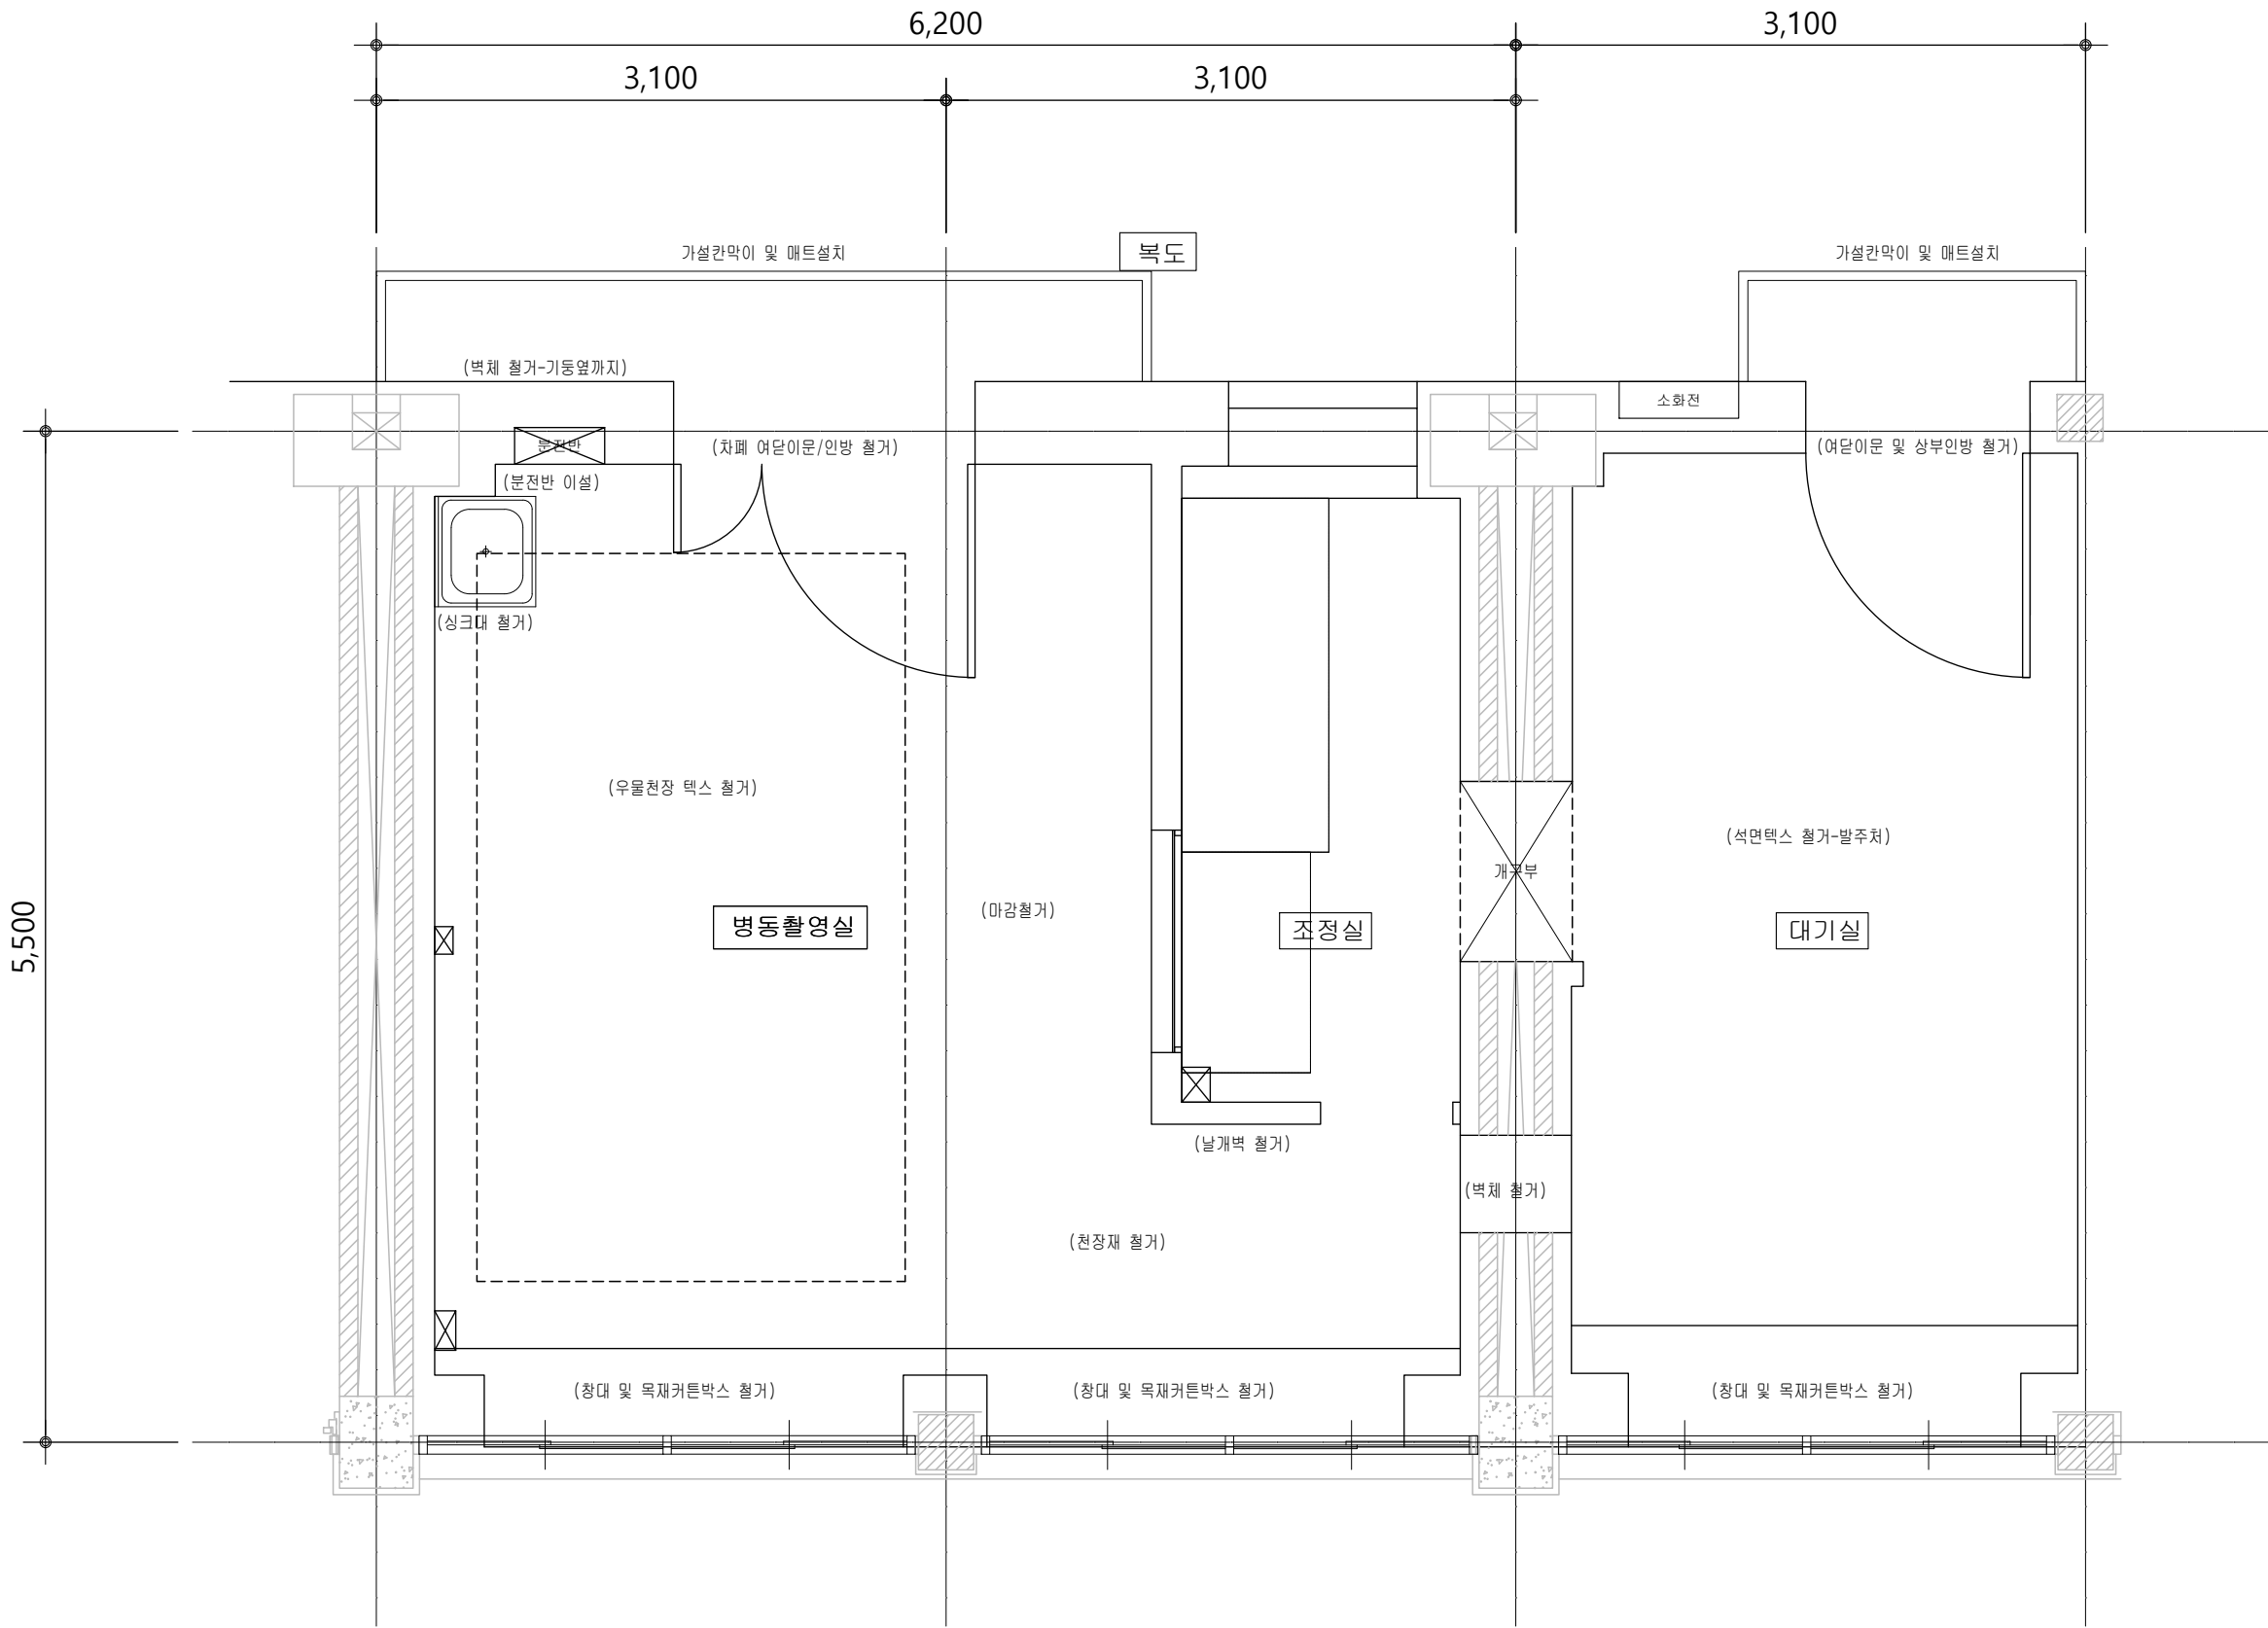 6,200
3,100
3,100
3,100
복도
가설칸막이 및 매트설치
가설칸막이 및 매트설치
(벽체 철거-기둥옆까지)
소화전
분전반
(차폐 여닫이문/인방 철거)
(여닫이문 및 상부인방 철거)
(분전반 이설)
(싱크대 철거)
(우물천장 텍스 철거)
(석면텍스 철거-발주처)
개구부
(마감철거)
병동촬영실
조정실
대기실
5,500
(날개벽 철거)
(벽체 철거)
(천장재 철거)
(창대 및 목재커튼박스 철거)
(창대 및 목재커튼박스 철거)
(창대 및 목재커튼박스 철거)